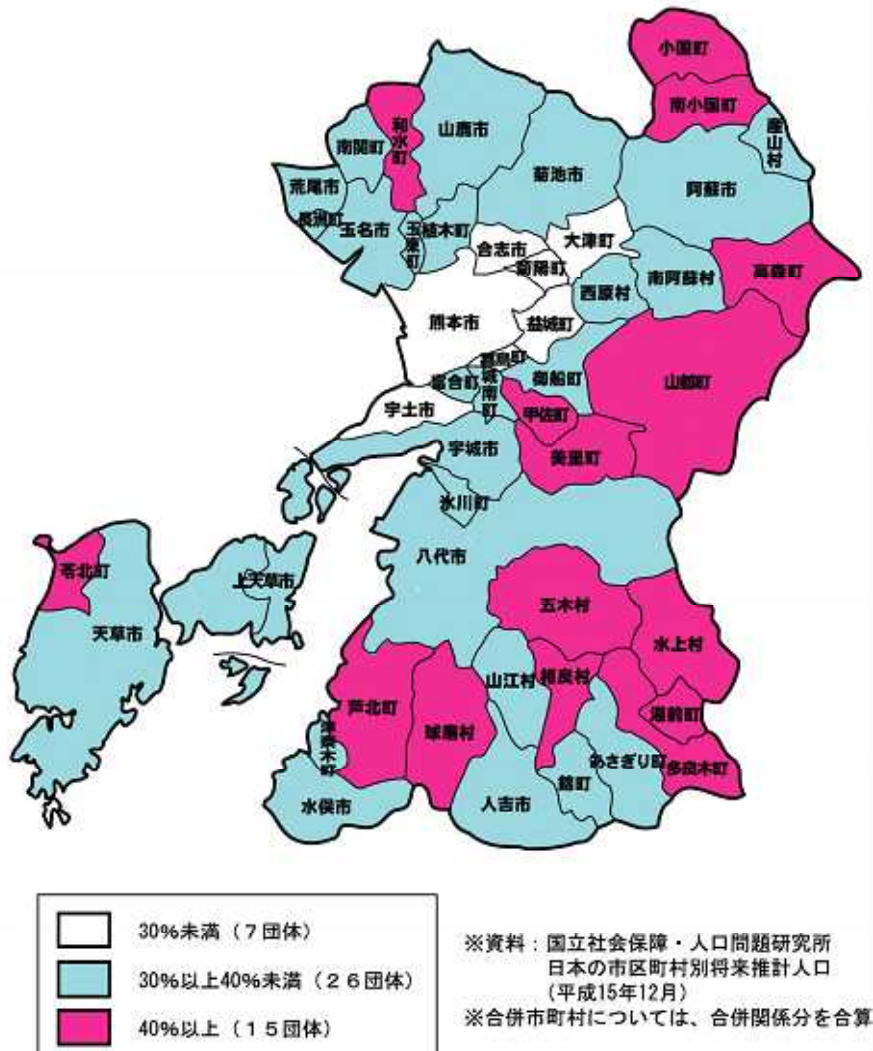 小国町
南小国町
産山村
和水町
山鹿市
南関町
菊池市
阿蘇市
荒尾市
長洲町
玉名市
玉東町
植木町
合志市
大津町
菊陽町
西原村
南阿蘇村
高森町
熊本市
益城町
嘉島町
富合町
城南町
御船町
山都町
宇土市
甲佐町
宇城市
美里町
氷川町
八代市
苓北町
上天草市
天草市
五木村
水上村
山江村
相良村
芦北町
球磨村
湯前町
津奈木町
あさぎり町
多良木町
錦町
水俣市
人吉市
30%未満（7団体）
30%以上40%未満（２６団体）
40%以上（１５団体）
※資料：国立社会保障・人口問題研究所
日本の市区町村別将来推計人口
(平成15年12月)
※合併市町村については、合併関係分を合算